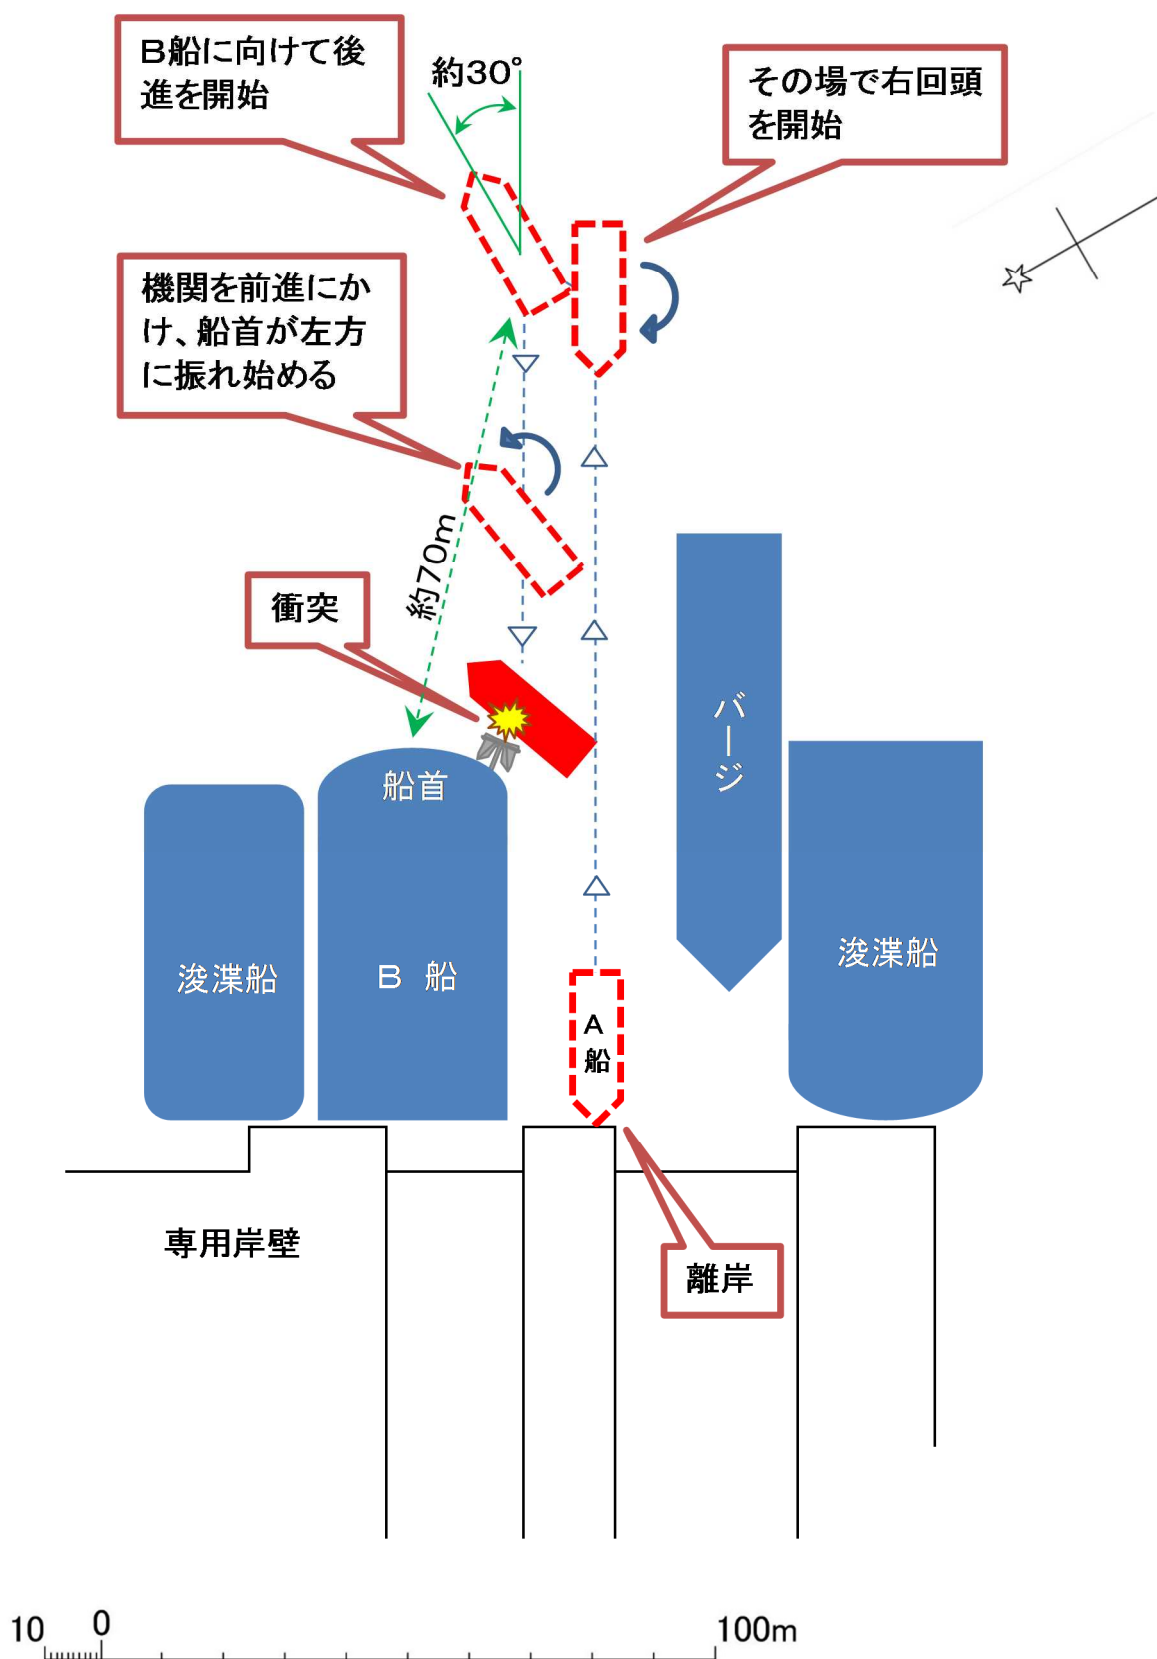 B船に向けて後
進を開始
約30°
その場で右回頭
を開始
機関を前進にか
け、船首が左方
に振れ始める
約70m
衝突
バージ
船首
浚渫船
B 船
浚渫船
A
船
専用岸壁
離岸
10 0 100m